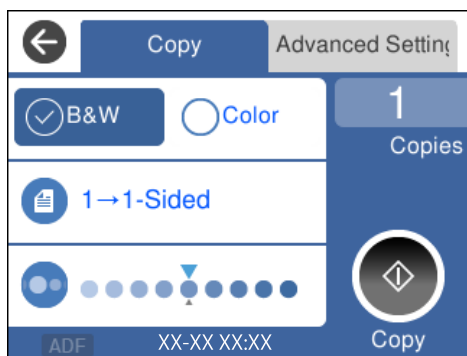 Copy
Advanced Setting
B&W
Color
1
Copies
1→1-Sided
ADF
XX-XX XX:XX
Copy